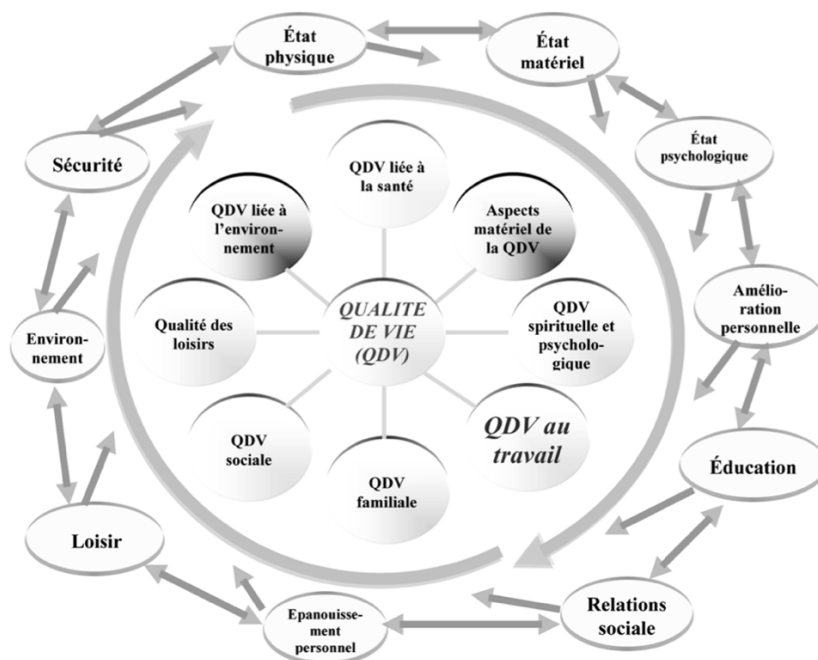 État
physique
État
matériel
Sécurité
État
psychologique
QDV liée à
la santé
QDV liée à
l'environ-
nement
Aspects
matériel de
la QDV
Amélio-
ration
personnelle
Environ-
nement
Qualité des
loisirs
QUALITE
DE VIE
(QDV)
QDV
spirituelle et
psycholo-
gique
QDV
sociale
QDV au
travail
QDV
familiale
Éducation
Loisir
Epanouisse-
ment
personnel
Relations
sociale